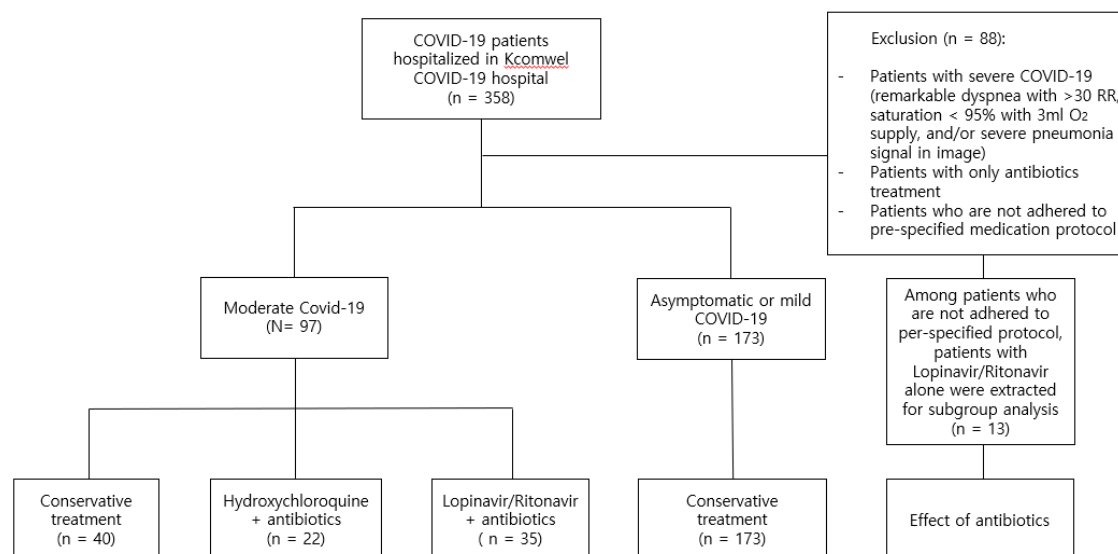 COVID-19 patients
hospitalized in Kcomwel
COVID-19 hospital
(n = 358)
Exclusion (n = 88):
- Patients with severe COVID-19
(remarkable dyspnea with >30 RR,
saturation < 95% with 3ml O2
supply, and/or severe pneumonia
signal in image)
- Patients with only antibiotics
treatment
- Patients who are not adhered to
pre-specified medication protocol
Moderate Covid-19
(N= 97)
Asymptomatic or mild
COVID-19
(n = 173)
Among patients who
are not adhered to
per-specified protocol,
patients with
Lopinavir/Ritonavir
alone were extracted
for subgroup analysis
(n = 13)
Conservative
treatment
(n = 40)
Hydroxychloroquine
+ antibiotics
(n = 22)
Lopinavir/Ritonavir
+ antibiotics
( n = 35)
Conservative
treatment
(n = 173)
Effect of antibiotics